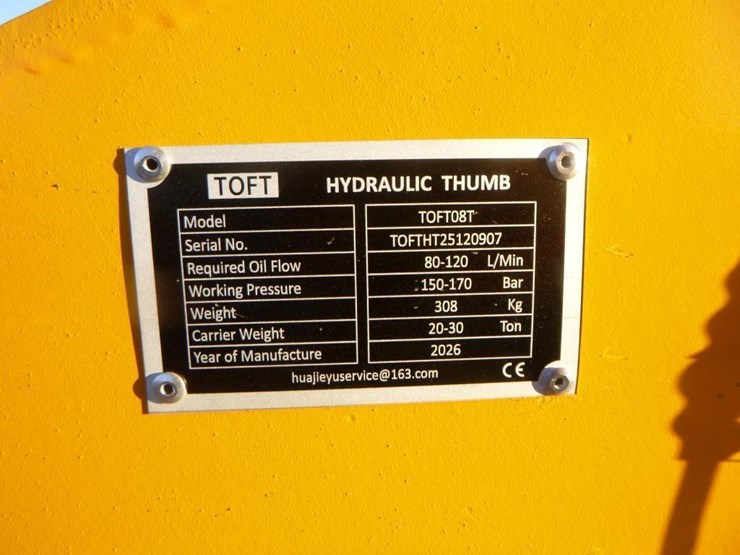 TOFT HYDRAULIC THUMB
Model TOFT08T
Serial No. TOFTHT25120907
Required Oil Flow 80-120 L/Min
Working Pressure 150-170 Bar
Weight 308 Kg
Carrier Weight 20-30 Ton
Year of Manufacture 2026
huajieyuservice@163.com CE